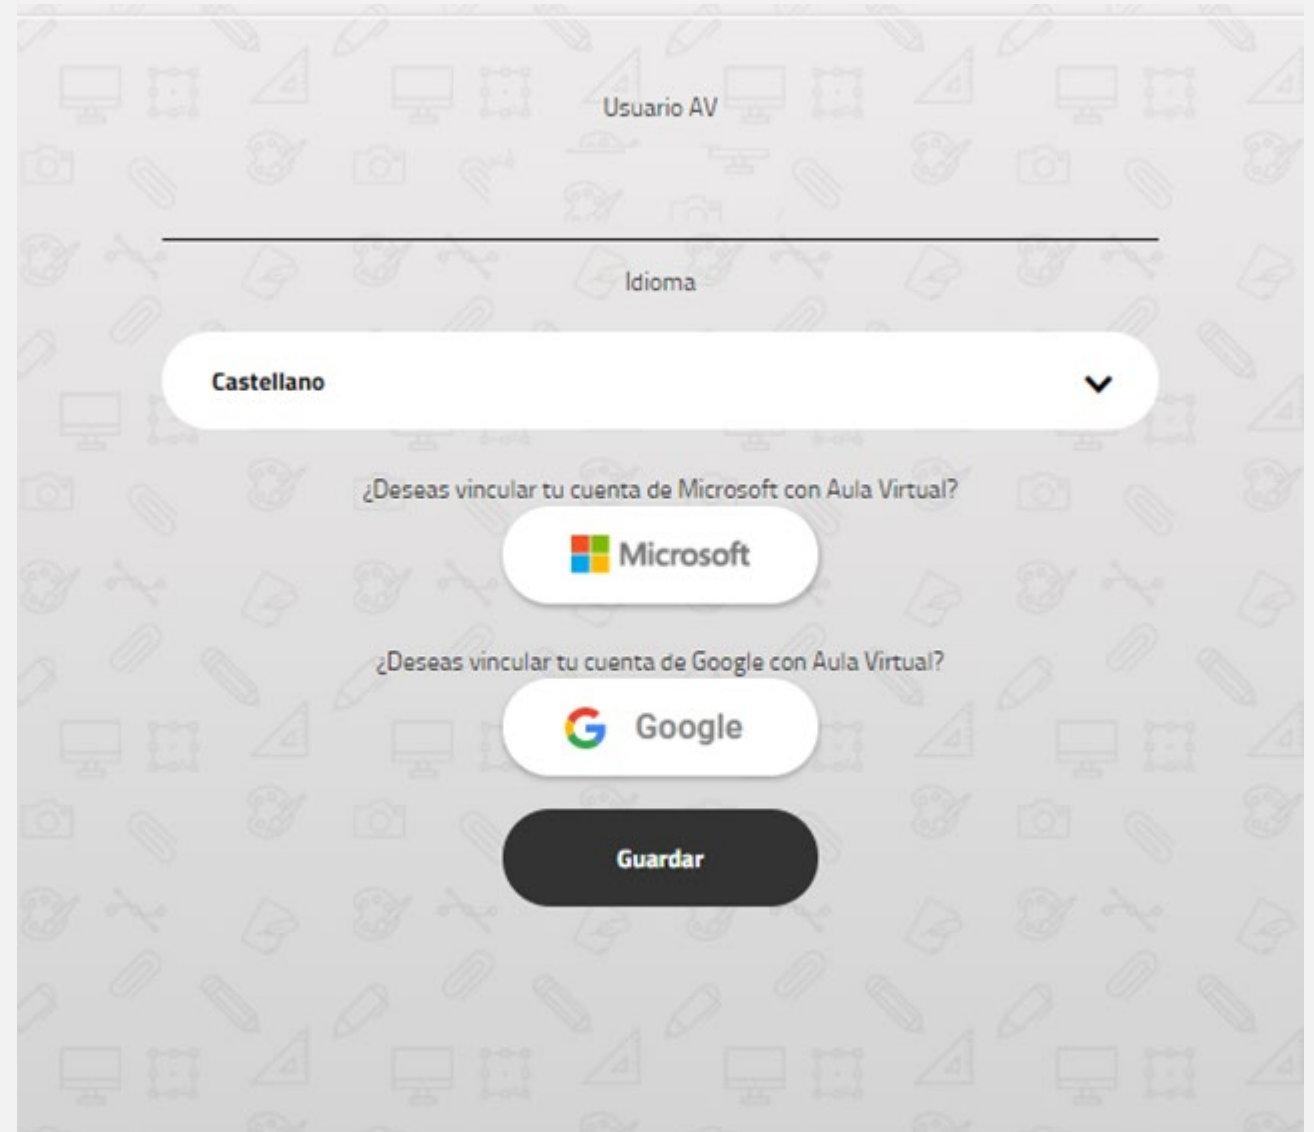 Usuario AV
Idioma
Castellano
¿Deseas vincular tu cuenta de Microsoft con Aula Virtual?
Microsoft
¿Deseas vincular tu cuenta de Google con Aula Virtual?
Google
Guardar